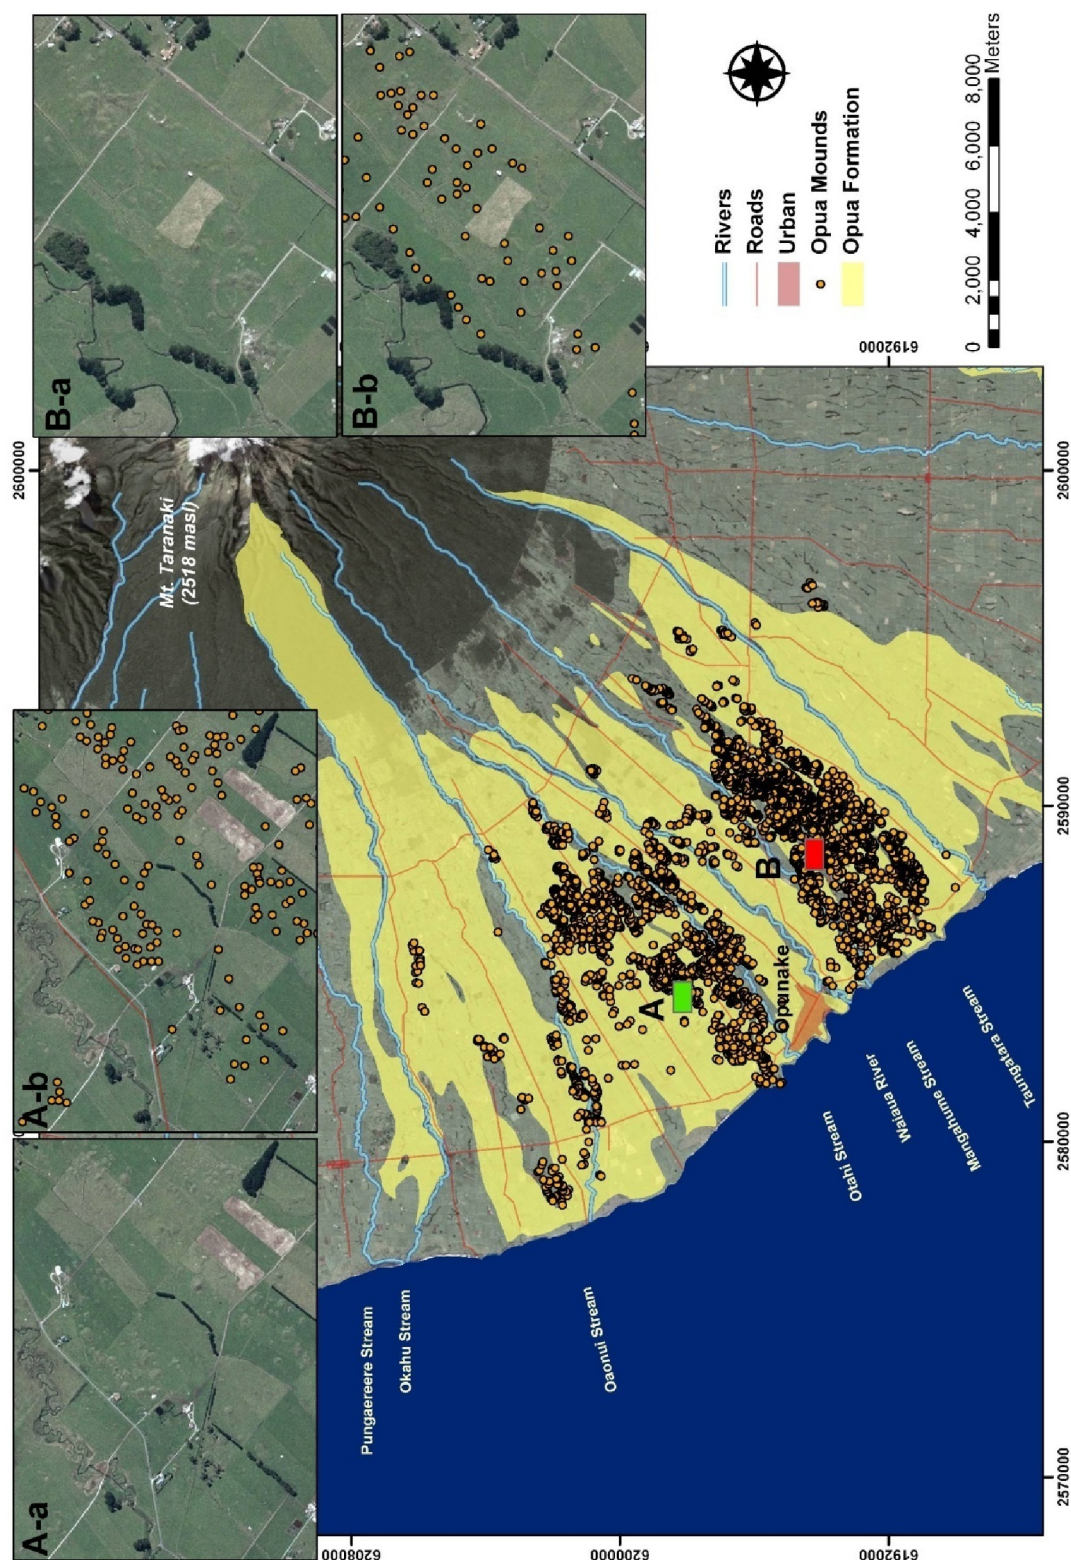 A-a
A-b
2600000
B-a
B-b
Mt. Taranaki
(2518 masl)
6208000
Pungaereere Stream
Okahu Stream
Oaonui Stream
6200000
A
B
Opunake
Rivers
Roads
Urban
Opua Mounds
Opua Formation
Otahi Stream
Waiaua River
Mangahume Stream
Taungatara Stream
6192000
6192000
0 2,000 4,000 6,000 8,000
Meters
2570000
2580000
2590000
2600000